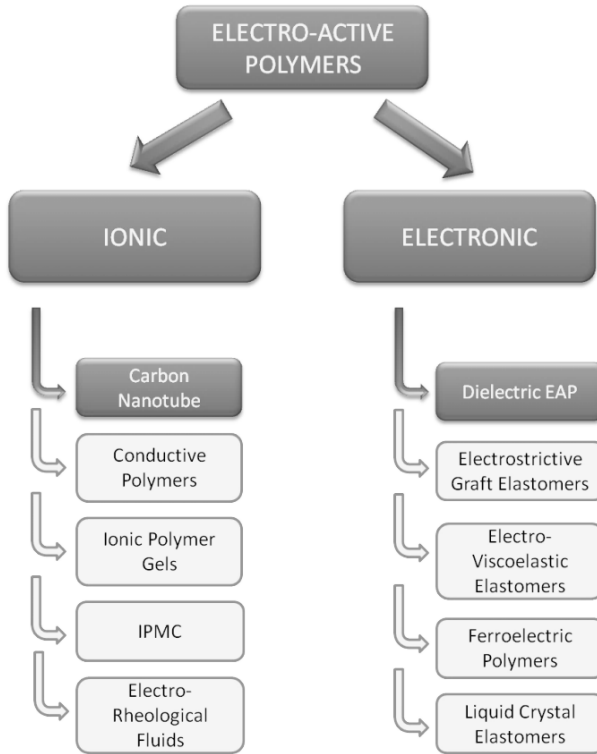 ELECTRO-ACTIVE
POLYMERS
IONIC
Carbon
Nanotube
Conductive
Polymers
Ionic Polymer
Gels
IPMC
Electro-
Rheological
Fluids
ELECTRONIC
Dielectric EAP
Electrostrictive
Graft Elastomers
Electro-
Viscoelastic
Elastomers
Ferroelectric
Polymers
Liquid Crystal
Elastomers